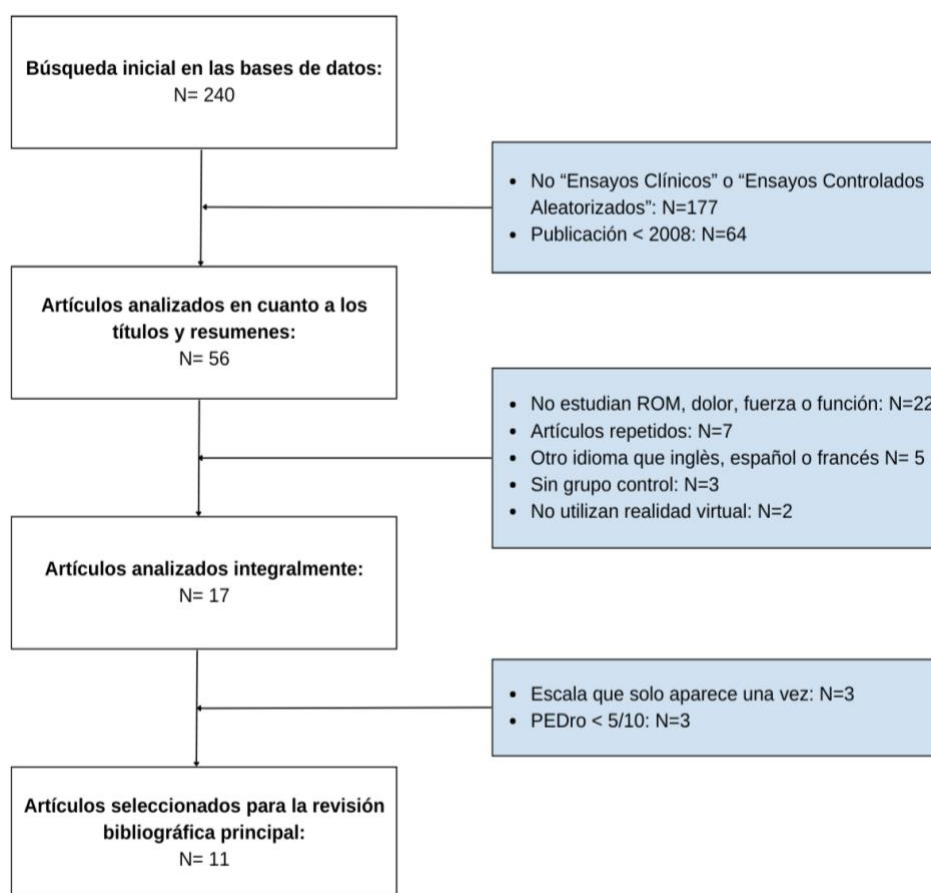 Búsqueda inicial en las bases de datos:
N= 240
• No “Ensayos Clínicos” o “Ensayos Controlados
Aleatorizados”: N=177
• Publicación < 2008: N=64
Artículos analizados en cuanto a los
títulos y resumenes:
N= 56
• No estudian ROM, dolor, fuerza o función: N=22
• Artículos repetidos: N=7
• Otro idioma que inglès, español o francés N= 5
• Sin grupo control: N=3
• No utilizan realidad virtual: N=2
Artículos analizados integralmente:
N= 17
• Escala que solo aparece una vez: N=3
• PEDro < 5/10: N=3
Artículos seleccionados para la revisión
bibliográfica principal:
N= 11